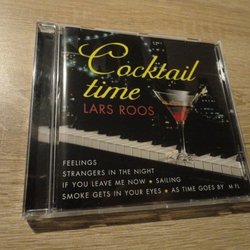 Cocktail
time
LARS ROOS
FEELINGS
STRANGERS IN THE NIGHT
IF YOU LEAVE ME NOW ★ SAILING
SMOKE GETS IN YOUR EYES ★ AS TIME GOES BY M FL